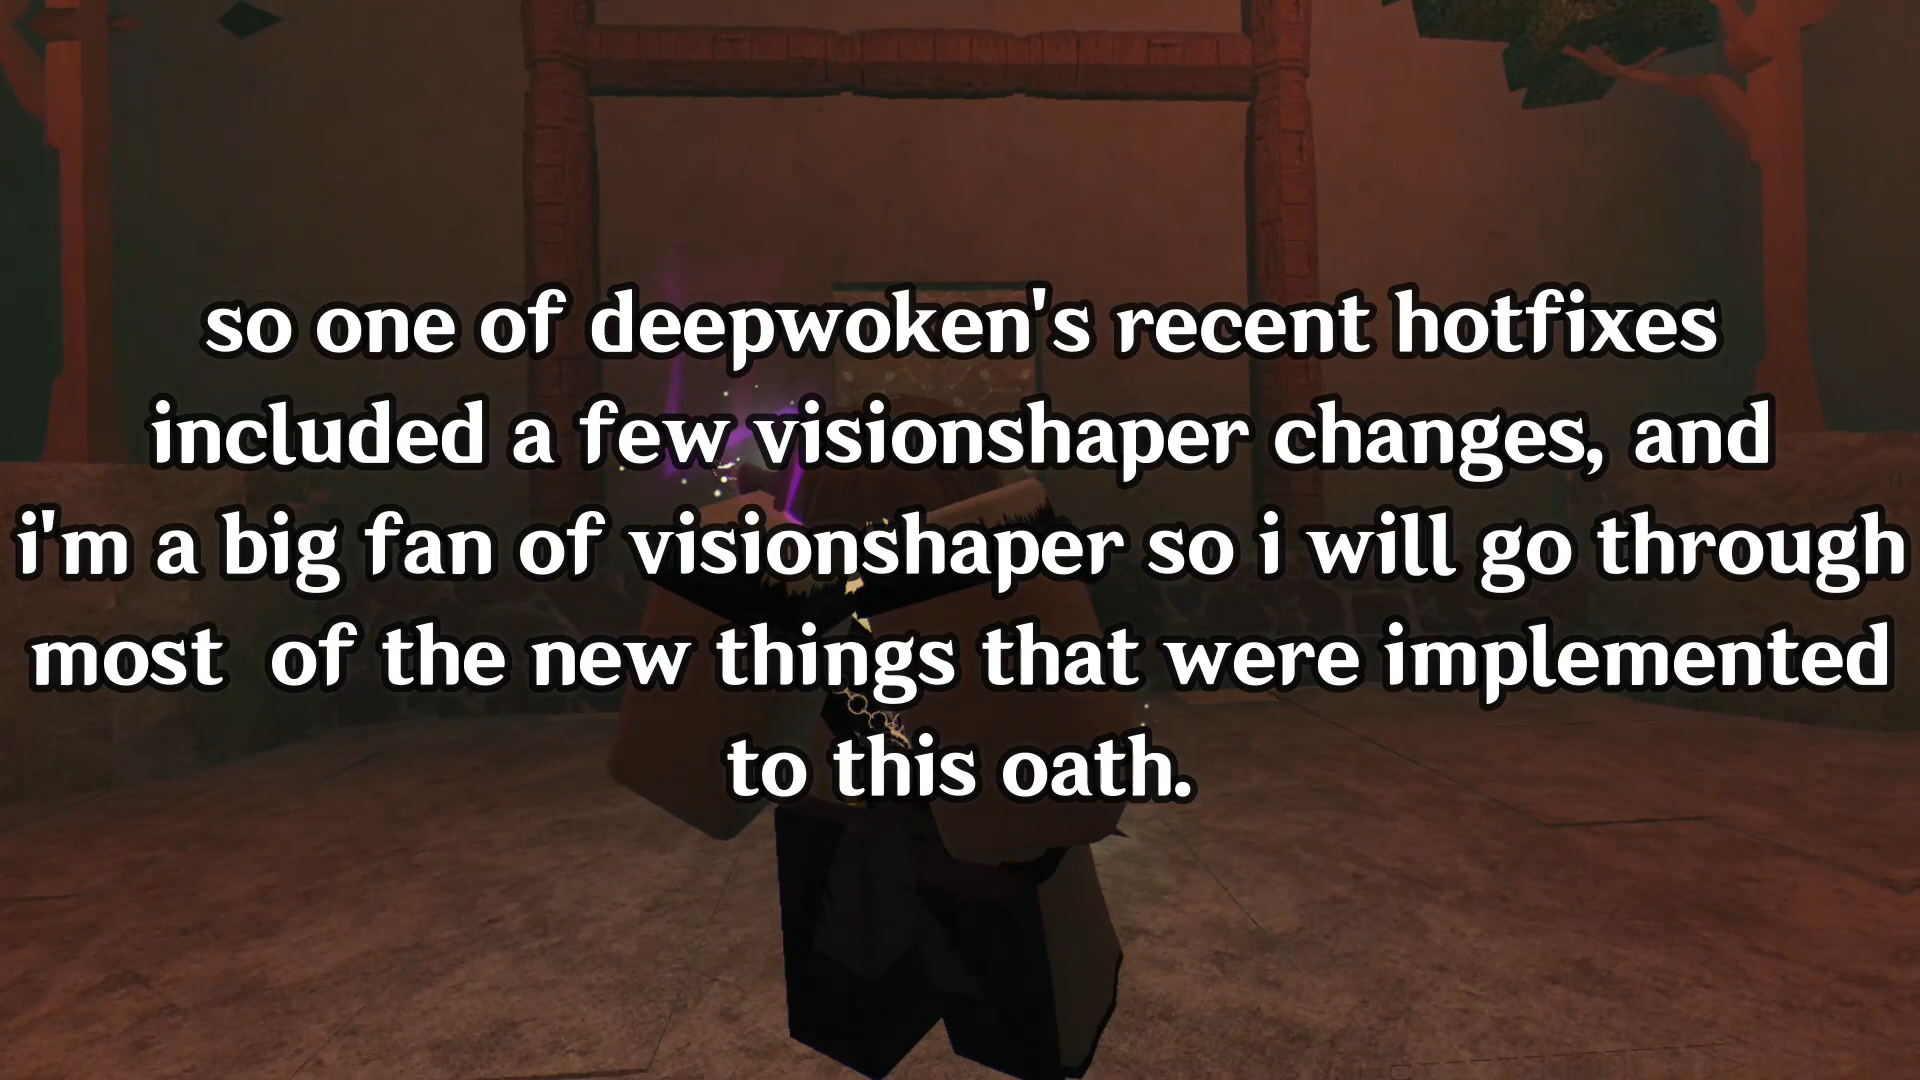 so one of deepwoken's recent hotfixes
included a few visionshaper changes, and
i'm a big fan of visionshaper so i will go through
most  of the new things that were implemented
to this oath.